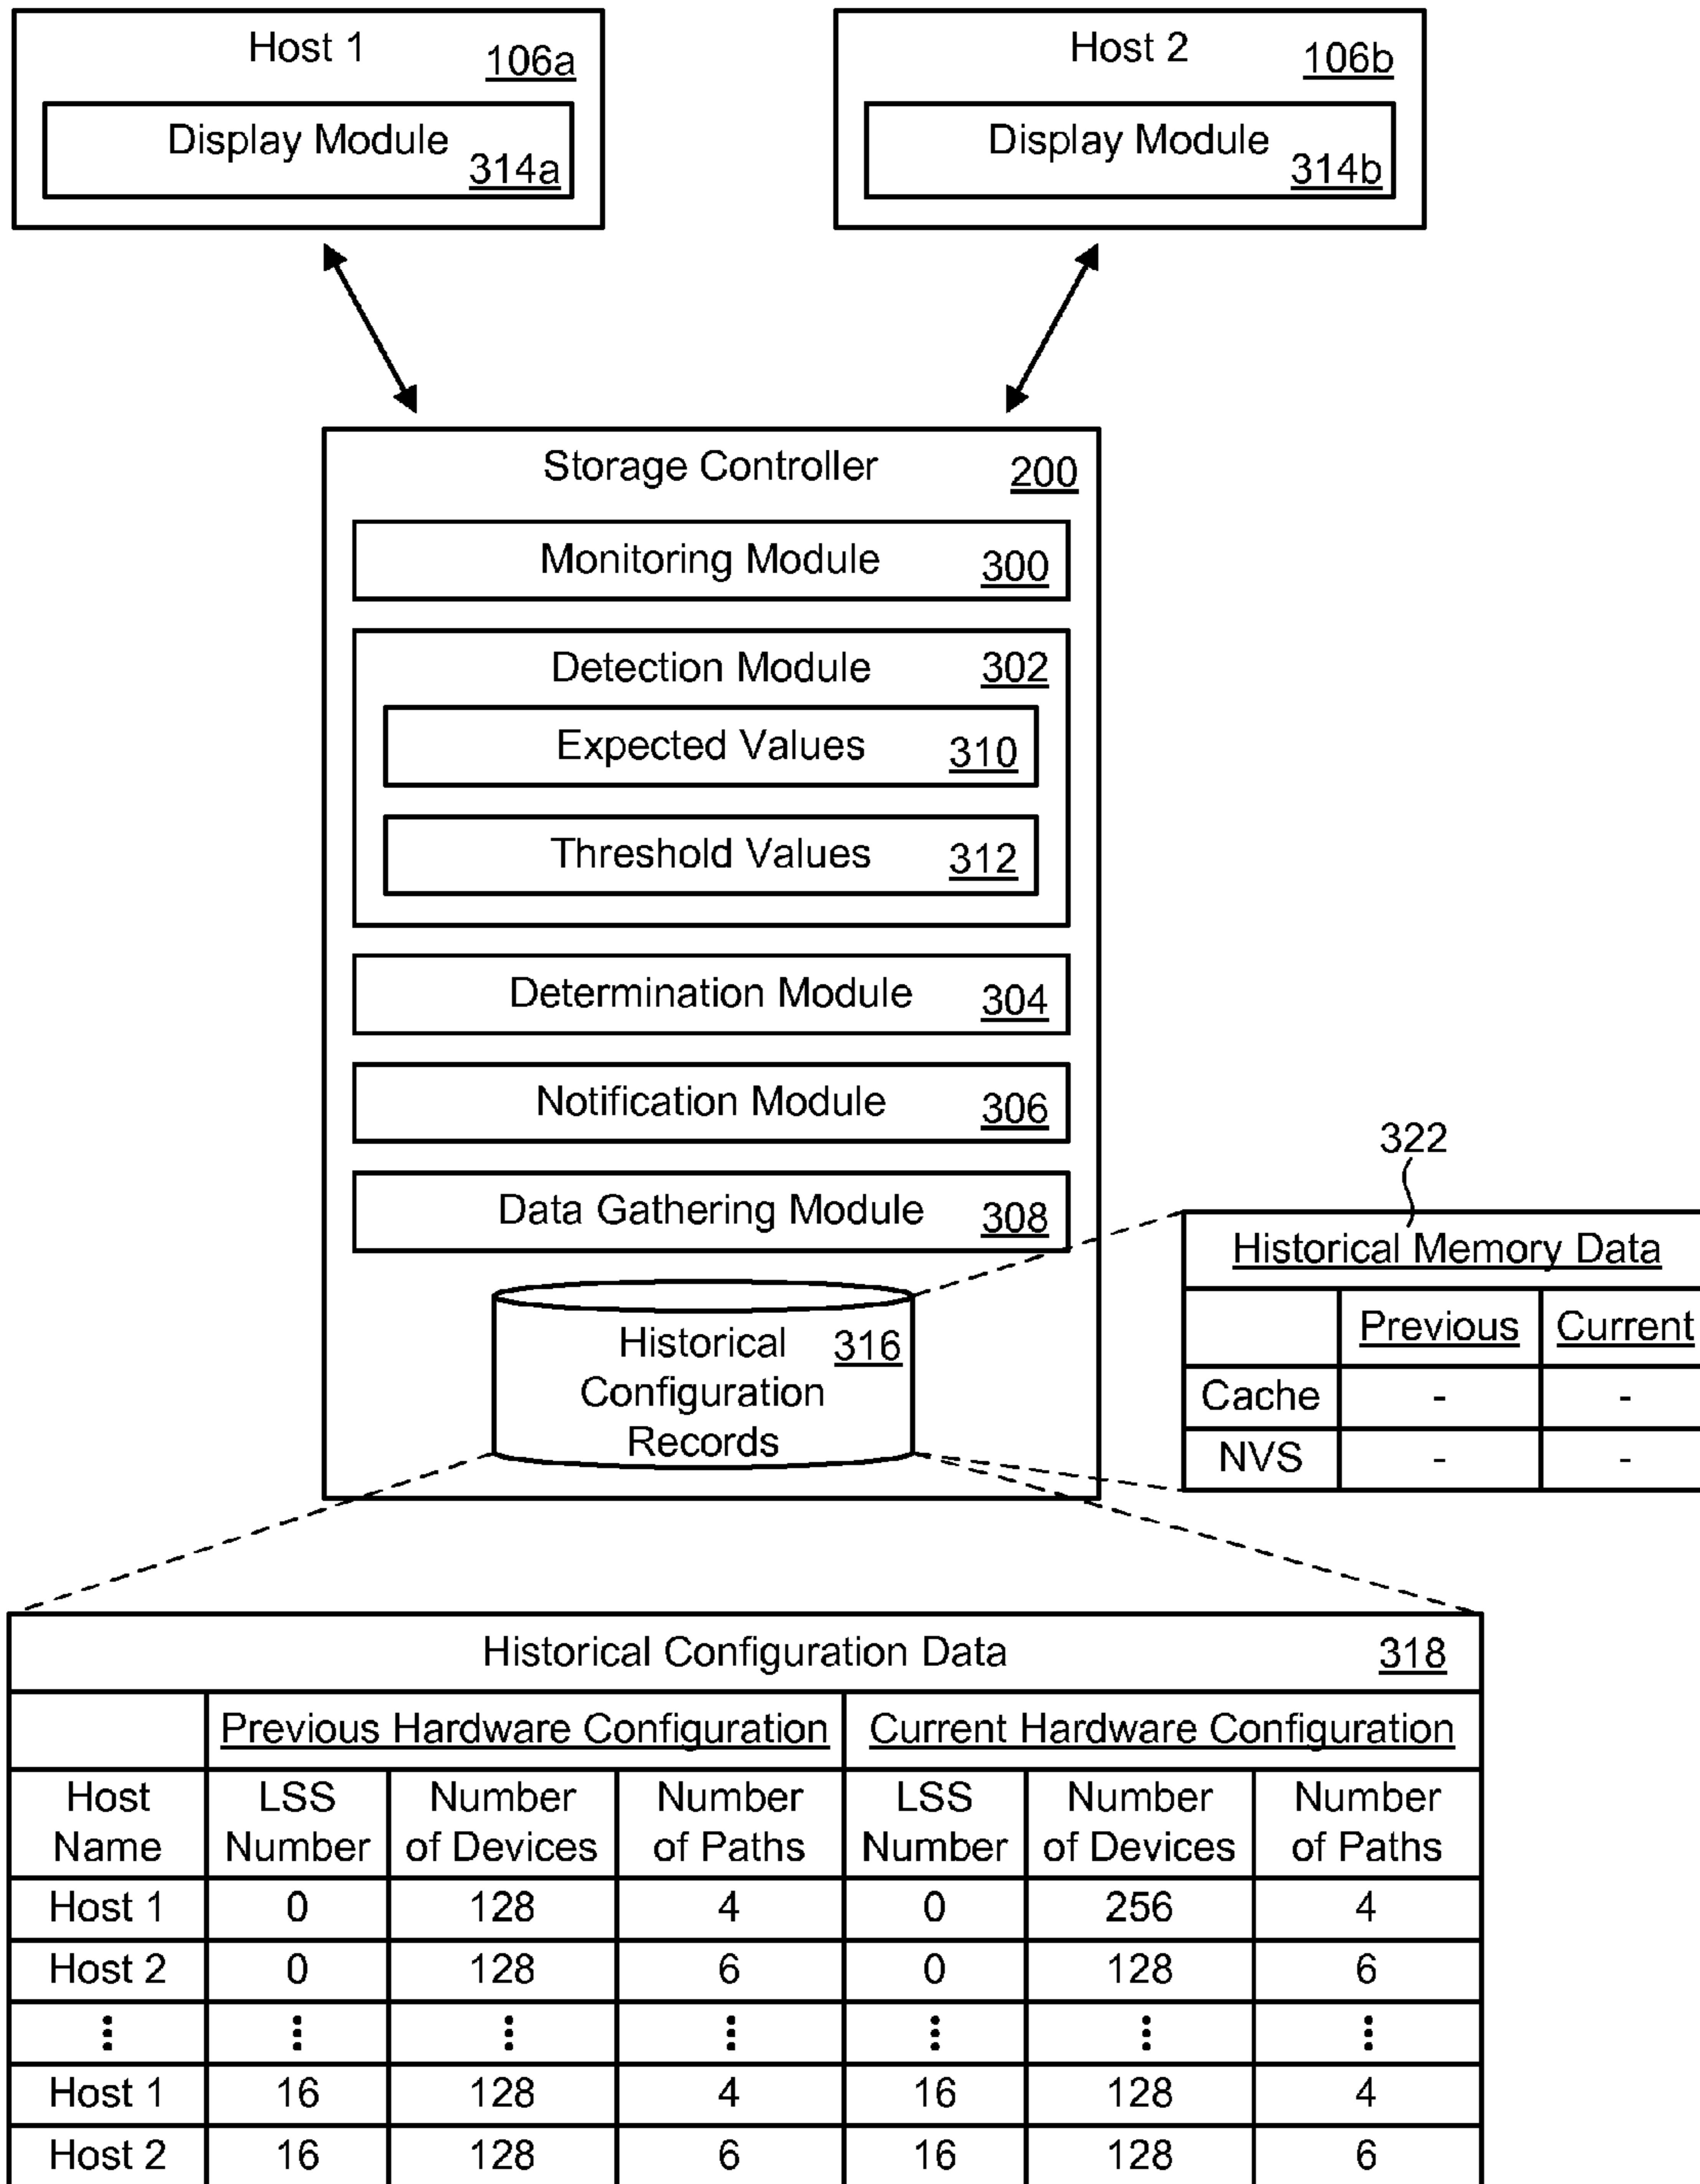 Host 1 106a
Display Module 314a
Host 2 106b
Display Module 314b
Storage Controller 200
Monitoring Module 300
Detection Module 302
Expected Values 310
Threshold Values 312
Determination Module 304
Notification Module 306
Data Gathering Module 308
Historical 316
Configuration
Records
322
Historical Memory Data
Previous Current
Cache - -
NVS - -
Historical Configuration Data 318
Previous Hardware Configuration Current Hardware Configuration
Host LSS Number Number LSS Number Number
Name Number of Devices of Paths Number of Devices of Paths
Host 1 0 128 4 0 256 4
Host 2 0 128 6 0 128 6
⋮ ⋮ ⋮ ⋮ ⋮ ⋮ ⋮
Host 1 16 128 4 16 128 4
Host 2 16 128 6 16 128 6